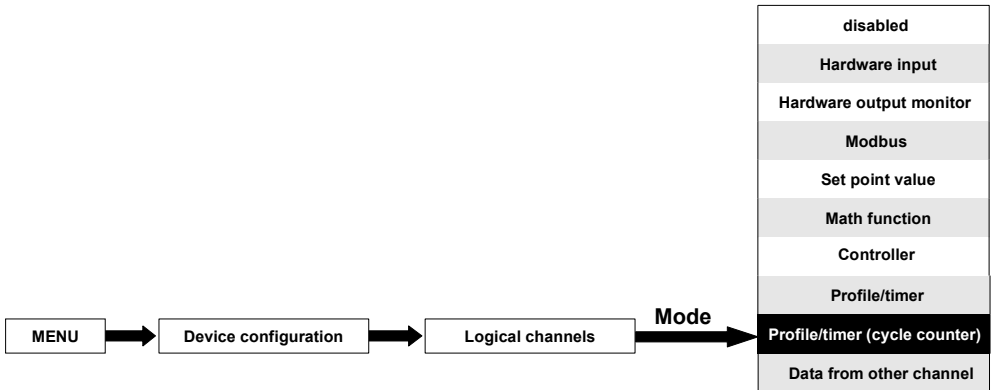 disabled
Hardware input
Hardware output monitor
Modbus
Set point value
Math function
Controller
Profile/timer
MENU
Device configuration
Logical channels
Mode
Profile/timer (cycle counter)
Data from other channel